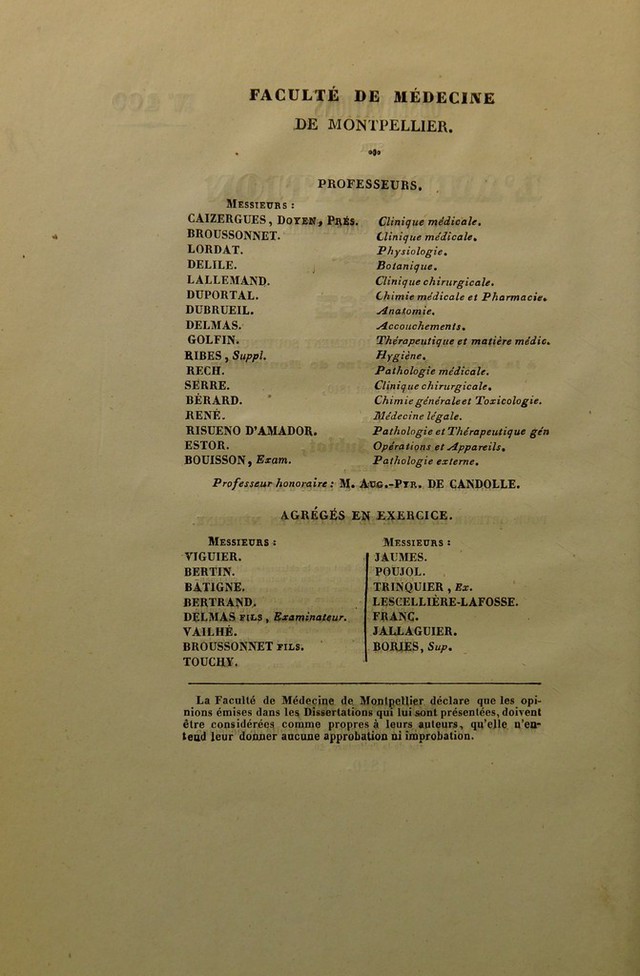 FACULTÉ DE MÉDECINE
DE MONTPELLIER.
PROFESSEURS.
MESSIEURS :
CAIZERGUES, DOYEN, PRÉS. Clinique médicale.
BROUSSONNET. Clinique médicale.
LORDAT. Physiologie.
DELILE. Botanique.
LALLEMAND. Clinique chirurgicale.
DUPORTAL. Chimie médicale et Pharmacie.
DUBRUEIL. Anatomie.
DELMAS. Accouchements.
GOLFIN. Thérapeutique et matière médic.
RIBES, Suppl. Hygiène.
RECH. Pathologie médicale.
SERRE. Clinique chirurgicale.
BÉRARD. Chimie générale et Toxicologie.
RENÉ. Médecine légale.
RISUENO D'AMADOR. Pathologie et Thérapeutique gén
ESTOR. Opérations et Appareils.
BOUISSON, Exam. Pathologie externe.
Professeur honoraire : M. AUG.-PYR. DE CANDOLLE.
AGRÉGÉS EN EXERCICE.
MESSIEURS :
VIGUIER.
BERTIN.
BATIGNE.
BERTRAND.
DELMAS FILS, Examinateur.
VAILHÉ.
BROUSSONNET FILS.
TOUCHY.
MESSIEURS :
JAUMES.
POUJOL.
TRINQUIER, Ex.
LESCELLIÈRE-LAFOSSE.
FRANC.
JALLAGUIER.
BORIES, Sup.
La Faculté de Médecine de Montpellier déclare que les opi-
nions émises dans les Dissertations qui lui sont présentées, doivent
être considérées comme propres à leurs auteurs, qu'elle n'en-
tend leur donner aucune approbation ni improbation.